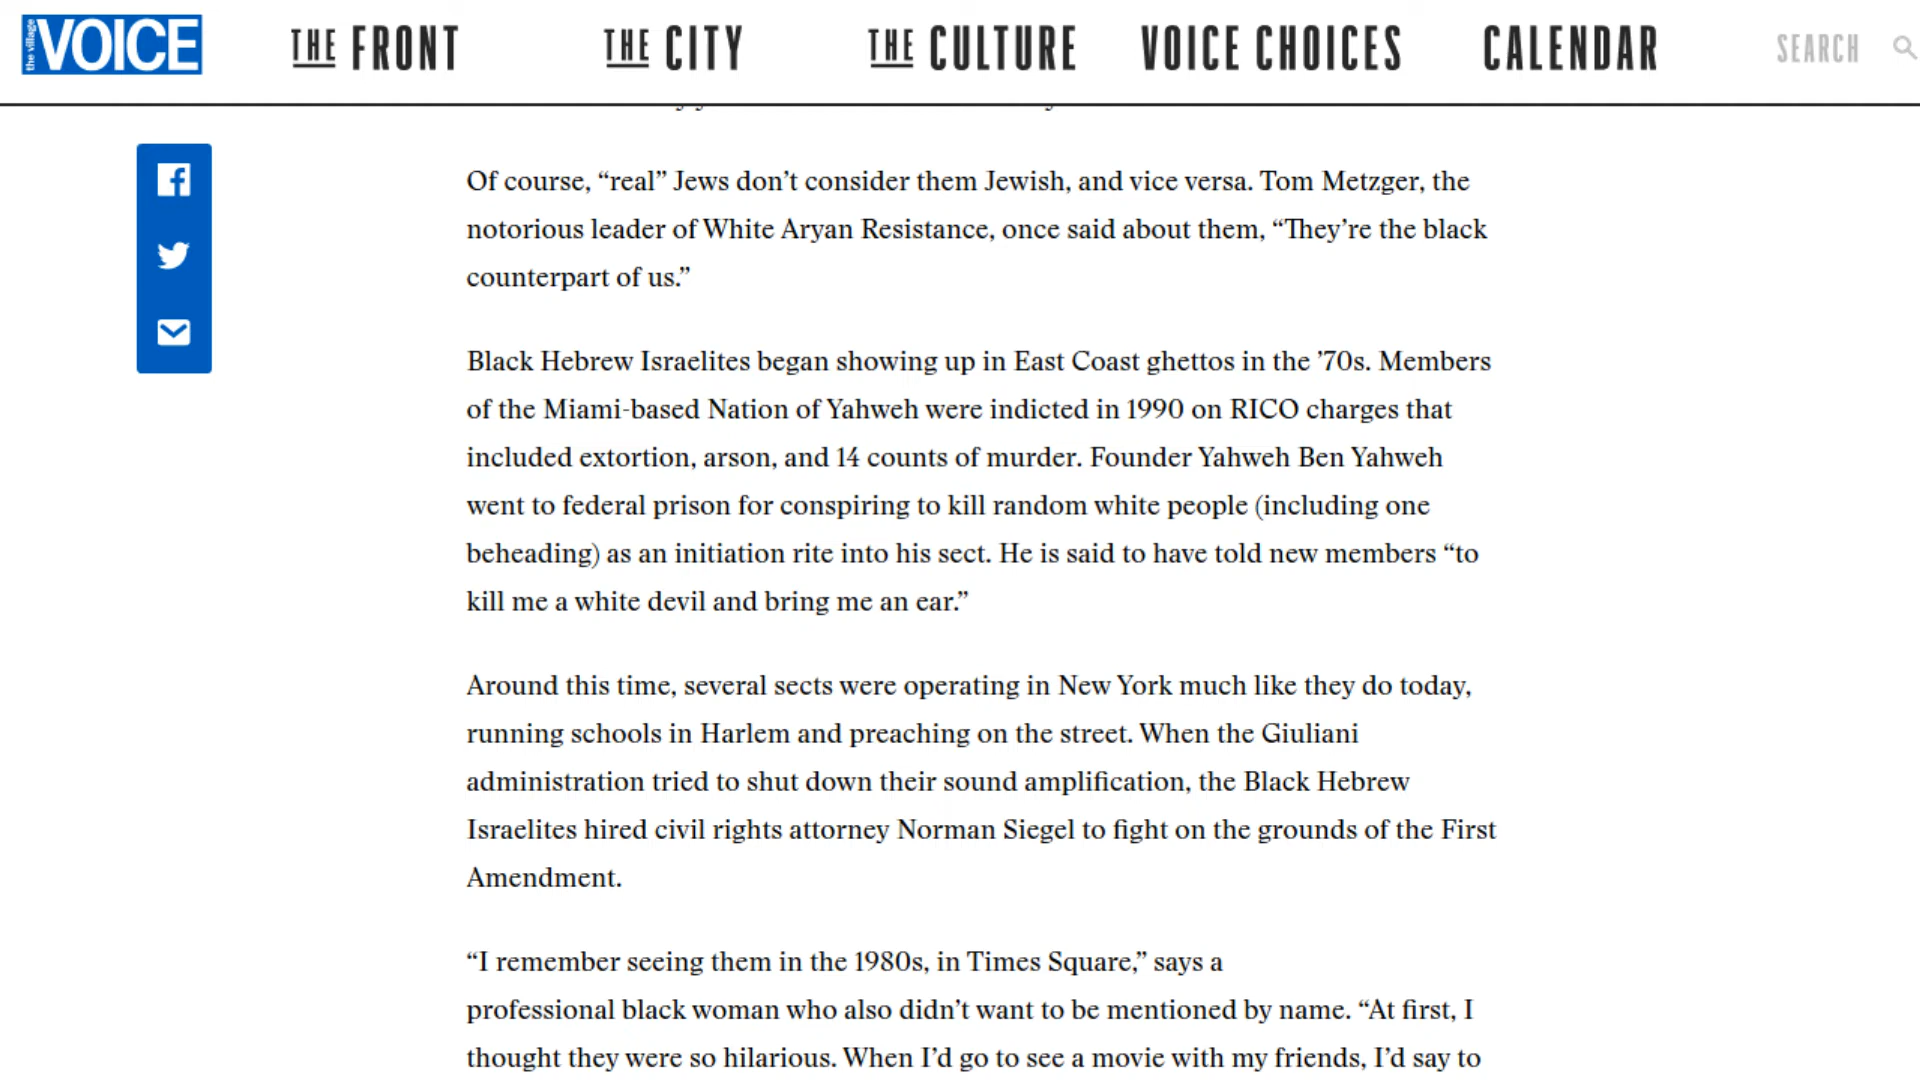 the village VOICE
THE FRONT
THE CITY
THE CULTURE
VOICE CHOICES
CALENDAR
SEARCH
Of course, “real” Jews don’t consider them Jewish, and vice versa. Tom Metzger, the
notorious leader of White Aryan Resistance, once said about them, “They’re the black
counterpart of us.”
Black Hebrew Israelites began showing up in East Coast ghettos in the ’70s. Members
of the Miami-based Nation of Yahweh were indicted in 1990 on RICO charges that
included extortion, arson, and 14 counts of murder. Founder Yahweh Ben Yahweh
went to federal prison for conspiring to kill random white people (including one
beheading) as an initiation rite into his sect. He is said to have told new members “to
kill me a white devil and bring me an ear.”
Around this time, several sects were operating in New York much like they do today,
running schools in Harlem and preaching on the street. When the Giuliani
administration tried to shut down their sound amplification, the Black Hebrew
Israelites hired civil rights attorney Norman Siegel to fight on the grounds of the First
Amendment.
“I remember seeing them in the 1980s, in Times Square,” says a
professional black woman who also didn’t want to be mentioned by name. “At first, I
thought they were so hilarious. When I’d go to see a movie with my friends, I’d say to